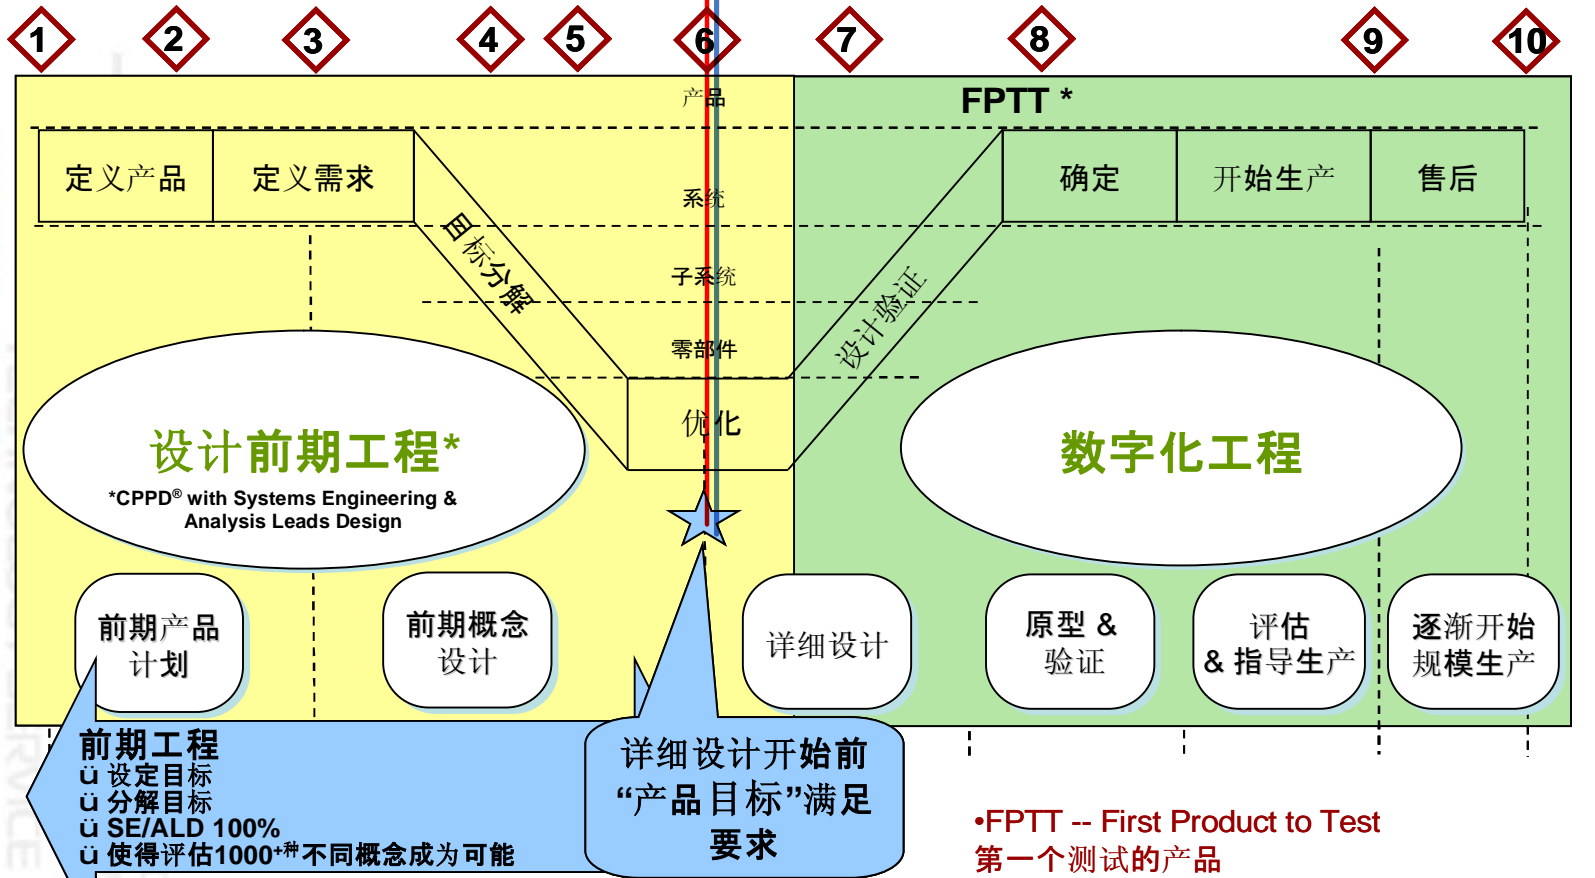 1 2 3 4 5 6 7 8 9 10
产品
FPTT *
定义产品
定义需求
系统
确定
开始生产
售后
目标分解
子系统
设计验证
零部件
优化
设计前期工程*
*CPPD® with Systems Engineering &
Analysis Leads Design
数字化工程
前期产品
计划
前期概念
设计
详细设计
原型 &
验证
评估
& 指导生产
逐渐开始
规模生产
前期工程
ü 设定目标
ü 分解目标
ü SE/ALD 100%
ü 使得评估1000+种不同概念成为可能
详细设计开始前
“产品目标”满足
要求
•FPTT -- First Product to Test
第一个测试的产品